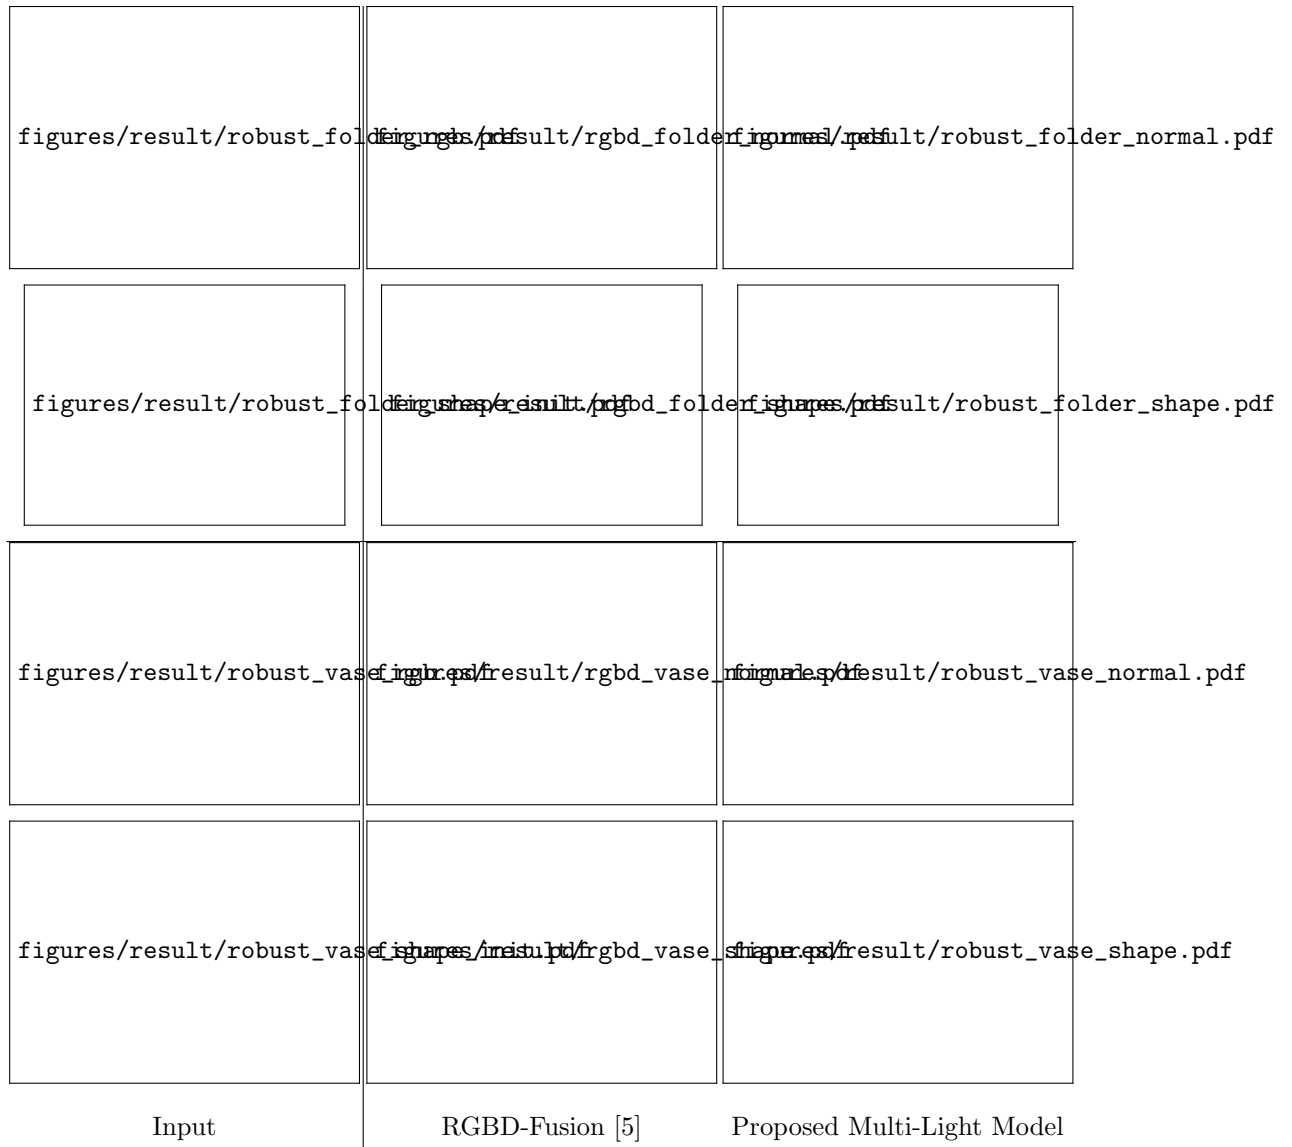 figures/result/robust_folder_rgb.pdf
figures/result/rgbd_folder_normal.pdf
figures/result/robust_folder_normal.pdf
figures/result/robust_folder_shape_init.pdf
figures/result/rgbd_folder_shape.pdf
figures/result/robust_folder_shape.pdf
figures/result/robust_vase_rgb.pdf
figures/result/rgbd_vase_normal.pdf
figures/result/robust_vase_normal.pdf
figures/result/robust_vase_shape_init.pdf
figures/result/rgbd_vase_shape.pdf
figures/result/robust_vase_shape.pdf
Input
RGBD-Fusion [5]
Proposed Multi-Light Model